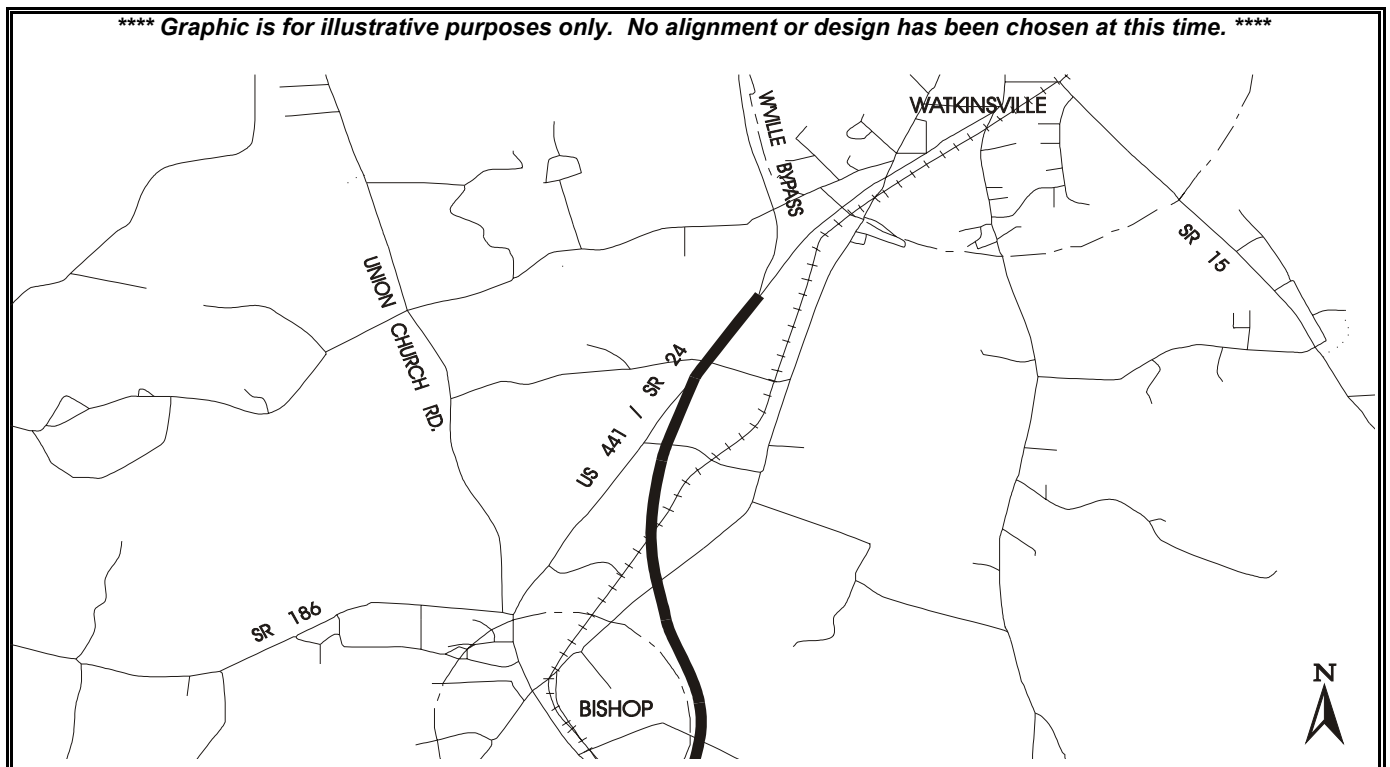 **** Graphic is for illustrative purposes only. No alignment or design has been chosen at this time. ****
WATKINSVILLE
W'VILLE BYPASS
SR 15
UNION CHURCH RD.
US 441 / SR 24
SR 186
BISHOP
N